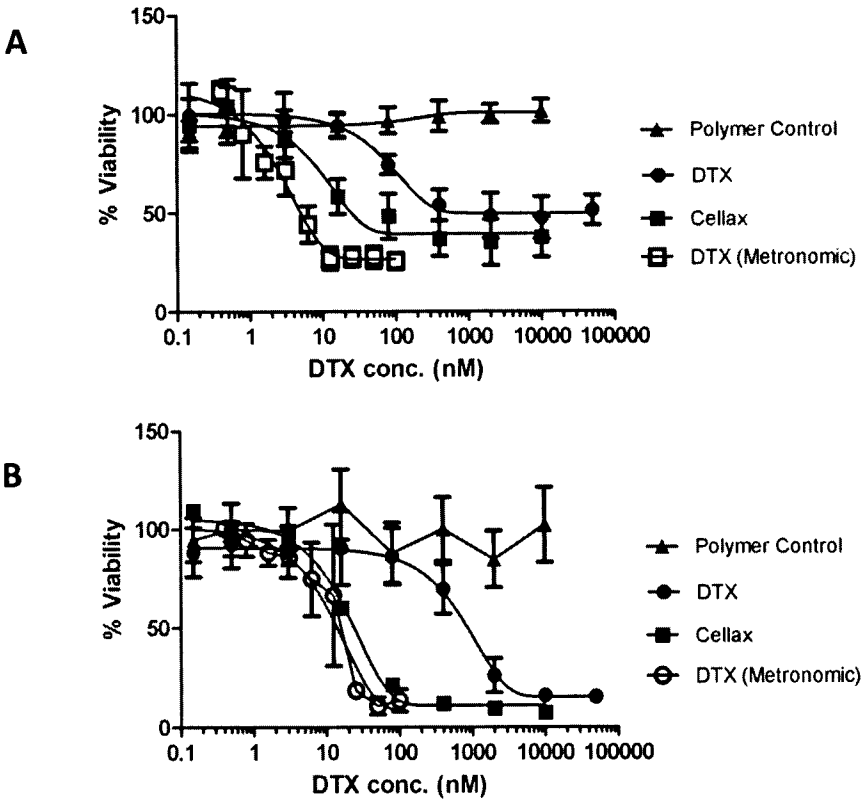 A
150
100
50
0
% Viability
0.1 1 10 100 1000 10000 100000
DTX conc. (nM)
Polymer Control
DTX
Cellax
DTX (Metronomic)
B
150
100
50
0
% Viability
0.1 1 10 100 1000 10000 100000
DTX conc. (nM)
Polymer Control
DTX
Cellax
DTX (Metronomic)